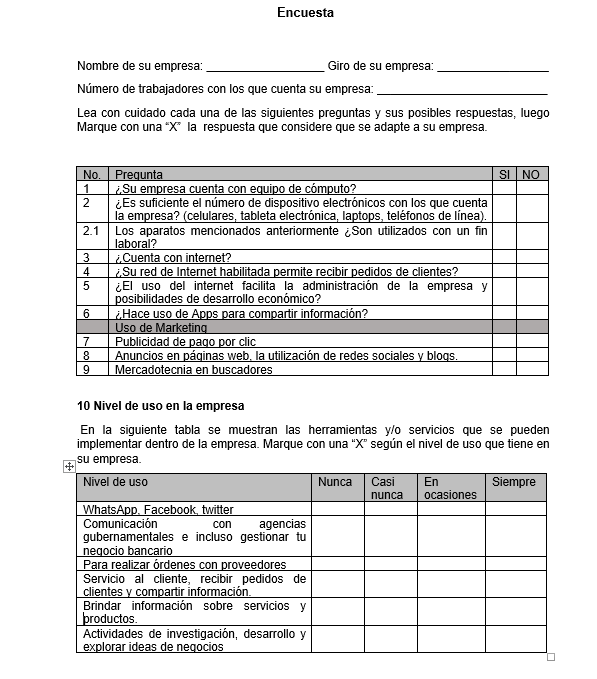 Encuesta
Nombre de su empresa: ___________________ Giro de su empresa: __________________
Número de trabajadores con los que cuenta su empresa: ___________________________
Lea con cuidado cada una de las siguientes preguntas y sus posibles respuestas, luego
Marque con una “X” la respuesta que considere que se adapte a su empresa.
No. Pregunta SI NO
1 ¿Su empresa cuenta con equipo de cómputo?
2 ¿Es suficiente el número de dispositivo electrónicos con los que cuenta
la empresa? (celulares, tableta electrónica, laptops, teléfonos de línea).
2.1 Los aparatos mencionados anteriormente ¿Son utilizados con un fin
laboral?
3 ¿Cuenta con internet?
4 ¿Su red de Internet habilitada permite recibir pedidos de clientes?
5 ¿El uso del internet facilita la administración de la empresa y
posibilidades de desarrollo económico?
6 ¿Hace uso de Apps para compartir información?
Uso de Marketing
7 Publicidad de pago por clic
8 Anuncios en páginas web, la utilización de redes sociales y blogs.
9 Mercadotecnia en buscadores
10 Nivel de uso en la empresa
En la siguiente tabla se muestran las herramientas y/o servicios que se pueden
implementar dentro de la empresa. Marque con una “X” según el nivel de uso que tiene en
su empresa.
Nivel de uso Nunca Casi En Siempre
nunca ocasiones
WhatsApp, Facebook, twitter
Comunicación con agencias
gubernamentales e incluso gestionar tu
negocio bancario
Para realizar órdenes con proveedores
Servicio al cliente, recibir pedidos de
clientes y compartir información.
Brindar información sobre servicios y
productos.
Actividades de investigación, desarrollo y
explorar ideas de negocios